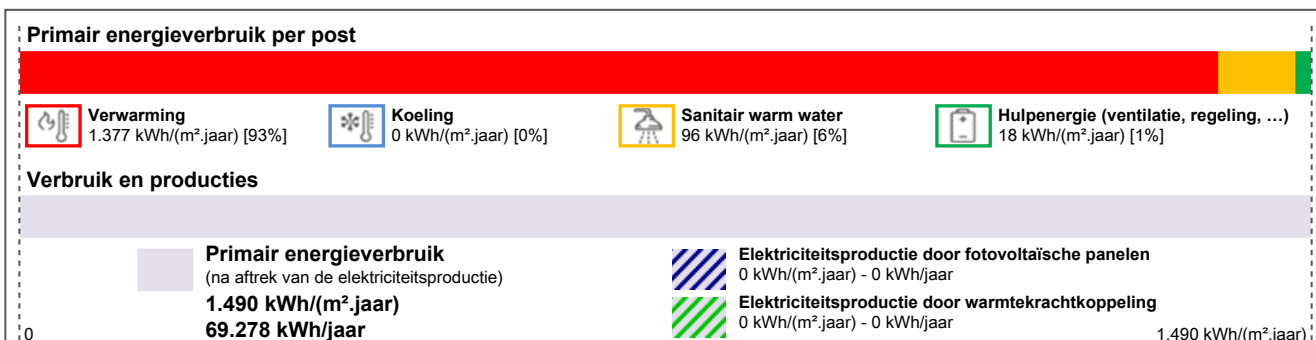 Primair energieverbruik per post
Verwarming
1.377 kWh/(m².jaar) [93%]
Koeling
0 kWh/(m².jaar) [0%]
Sanitair warm water
96 kWh/(m².jaar) [6%]
Hulpenergie (ventilatie, regeling, …)
18 kWh/(m².jaar) [1%]
Verbruik en producties
Primair energieverbruik
(na aftrek van de elektriciteitsproductie)
1.490 kWh/(m².jaar)
69.278 kWh/jaar
Elektriciteitsproductie door fotovoltaïsche panelen
0 kWh/(m².jaar) - 0 kWh/jaar
Elektriciteitsproductie door warmtekrachtkoppeling
0 kWh/(m².jaar) - 0 kWh/jaar
0
1.490 kWh/(m².jaar)